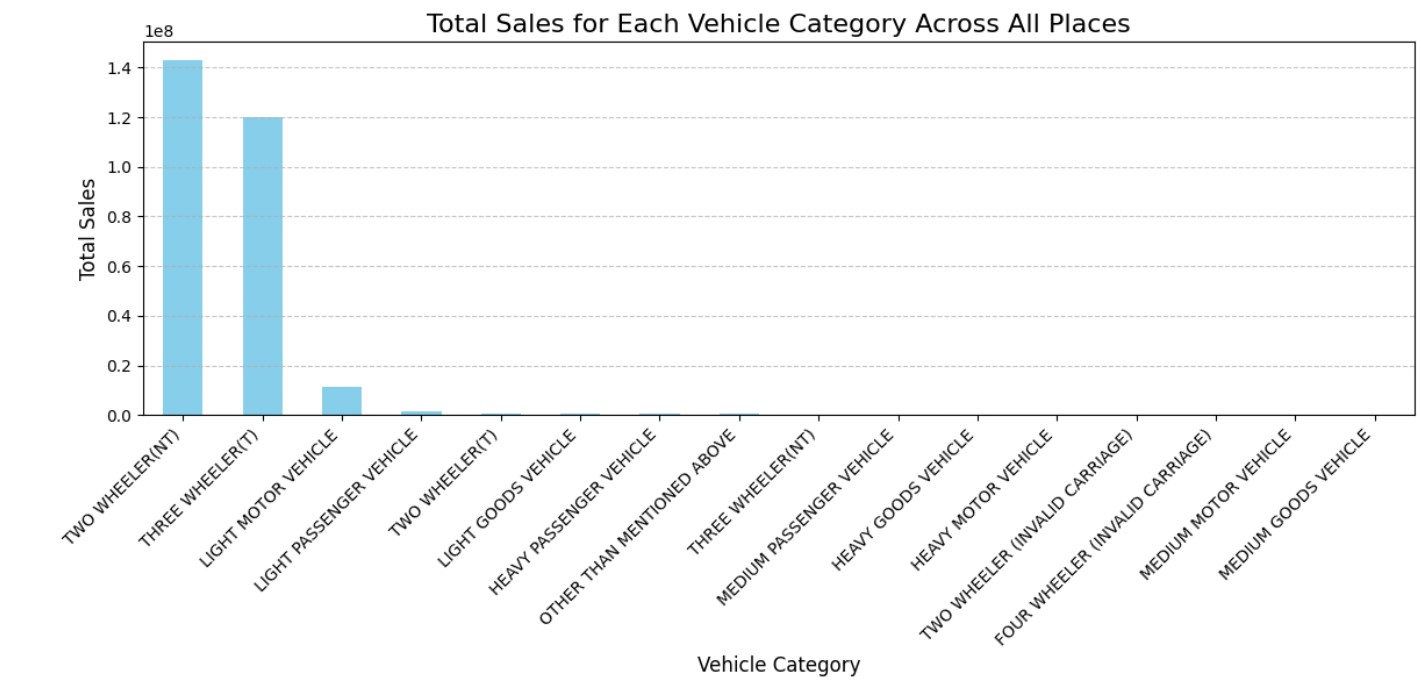 Total Sales for Each Vehicle Category Across All Places
1e8
1.4
1.2
1.0
0.8
0.6
0.4
0.2
0.0
Total Sales
TWO WHEELER(NT)
THREE WHEELER(T)
LIGHT MOTOR VEHICLE
LIGHT PASSENGER VEHICLE
TWO WHEELER(T)
LIGHT GOODS VEHICLE
HEAVY PASSENGER VEHICLE
OTHER THAN MENTIONED ABOVE
THREE WHEELER(NT)
MEDIUM PASSENGER VEHICLE
HEAVY GOODS VEHICLE
HEAVY MOTOR VEHICLE
TWO WHEELER (INVALID CARRIAGE)
FOUR WHEELER (INVALID CARRIAGE)
MEDIUM MOTOR VEHICLE
MEDIUM GOODS VEHICLE
Vehicle Category